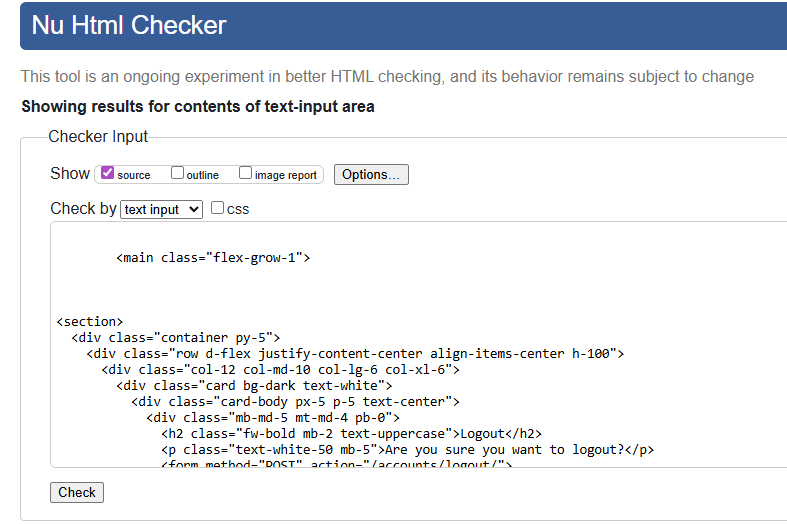 Nu Html Checker
This tool is an ongoing experiment in better HTML checking, and its behavior remains subject to change
Showing results for contents of text-input area
Checker Input
Show source outline image report Options...
Check by text input css
<main class="flex-grow-1">
<section>
<div class="container py-5">
<div class="row d-flex justify-content-center align-items-center h-100">
<div class="col-12 col-md-10 col-lg-6 col-xl-6">
<div class="card bg-dark text-white">
<div class="card-body px-5 p-5 text-center">
<div class="mb-md-5 mt-md-4 pb-0">
<h2 class="fw-bold mb-2 text-uppercase">Logout</h2>
<p class="text-white-50 mb-5">Are you sure you want to logout?</p>
<form method="POST" action="/accounts/logout/">
Check